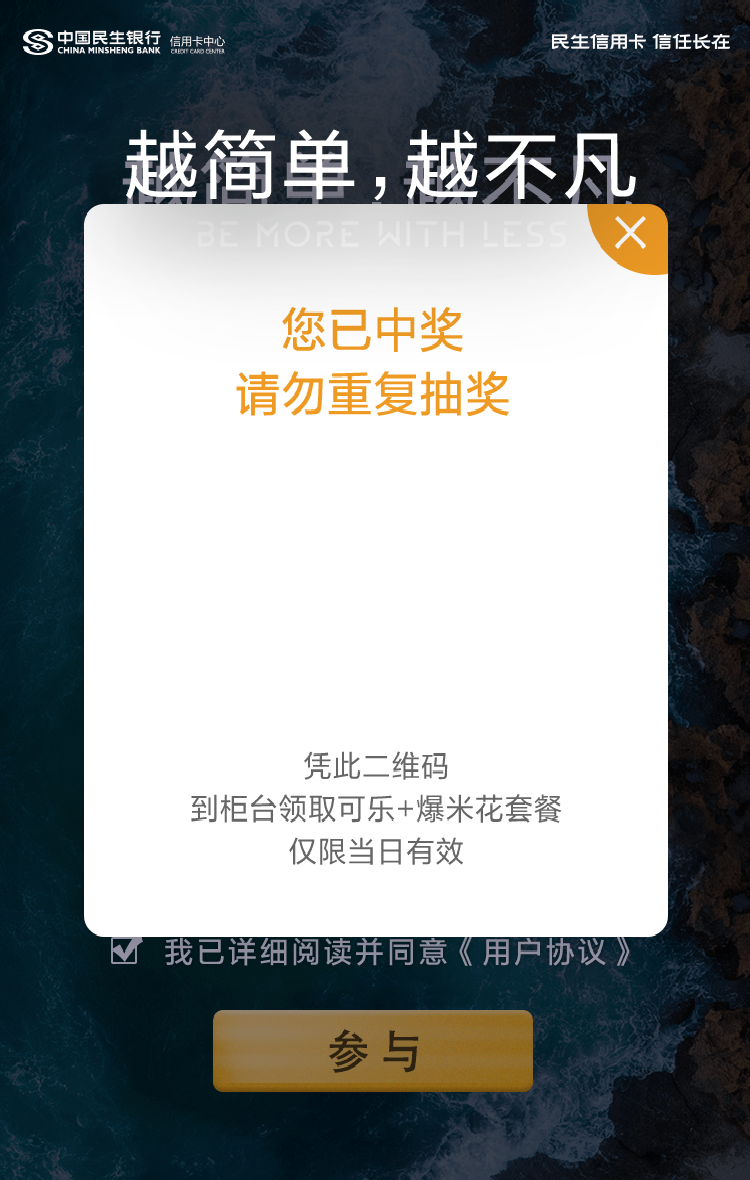 中国民生银行
CHINA MINSHENG BANK
信用卡中心
CREDIT CARD CENTER
民生信用卡 信任长在
越简单,越不凡
BE MORE WITH LESS
您已中奖
请勿重复抽奖
凭此二维码
到柜台领取可乐+爆米花套餐
仅限当日有效
我已详细阅读并同意《用户协议》
参与